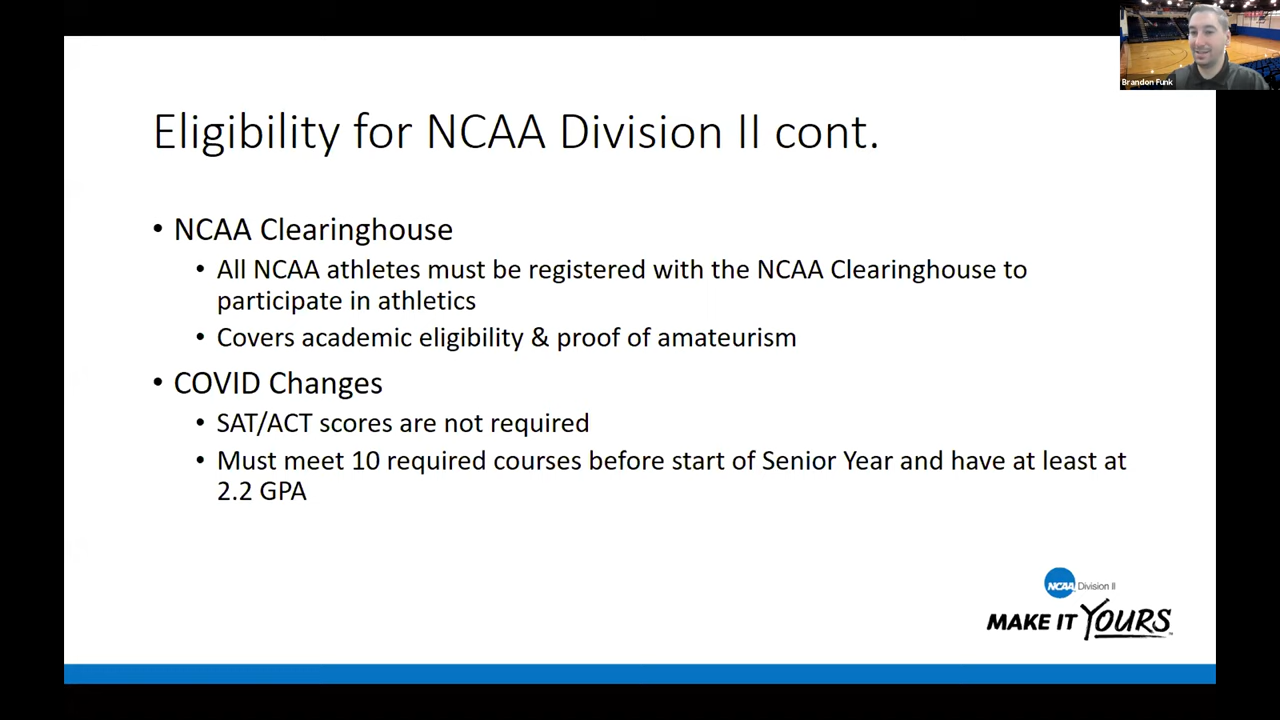 Brandon Funk
Eligibility for NCAA Division II cont.
• NCAA Clearinghouse
• All NCAA athletes must be registered with the NCAA Clearinghouse to
participate in athletics
• Covers academic eligibility & proof of amateurism
• COVID Changes
• SAT/ACT scores are not required
• Must meet 10 required courses before start of Senior Year and have at least at
2.2 GPA
NCAA Division II
MAKE IT YOURS™